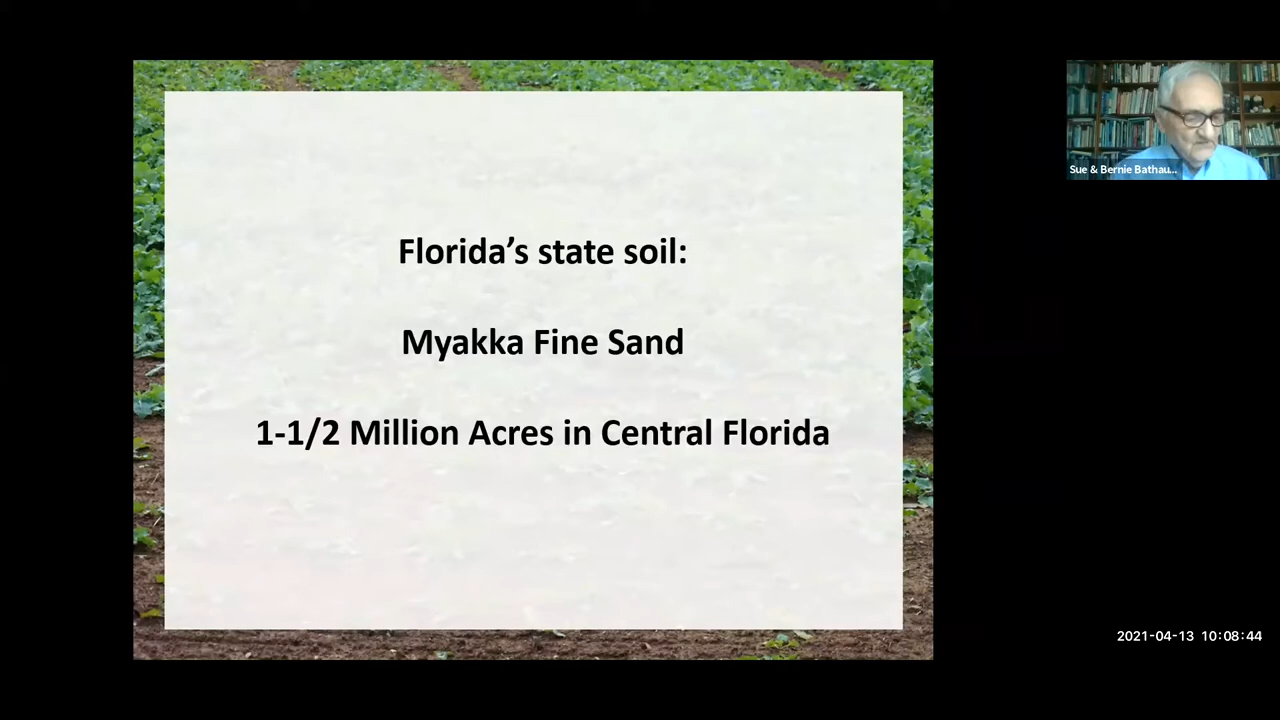 Florida’s state soil:
Myakka Fine Sand
1-1/2 Million Acres in Central Florida
Sue & Bernie Bathau...
2021-04-13 10:08:44